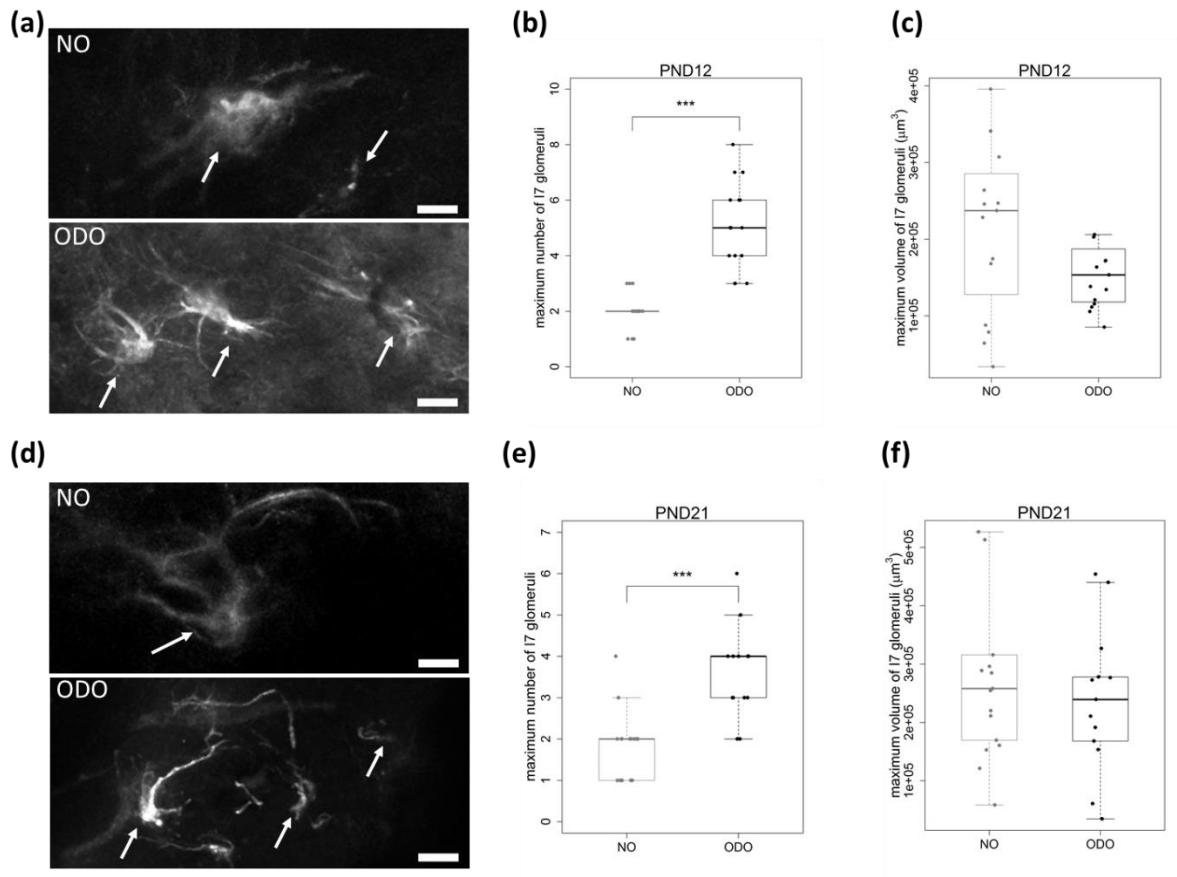 (a)
NO
ODO
(b)
PND12
maximum number of I7 glomeruli
10
8
6
4
2
0
***
NO
ODO
(c)
PND12
maximum volume of I7 glomeruli (μm³)
4e+05
3e+05
2e+05
1e+05
NO
ODO
(d)
NO
ODO
(e)
PND21
maximum number of I7 glomeruli
7
6
5
4
3
2
1
0
***
NO
ODO
(f)
PND21
maximum volume of I7 glomeruli (μm³)
5e+05
4e+05
3e+05
2e+05
1e+05
NO
ODO